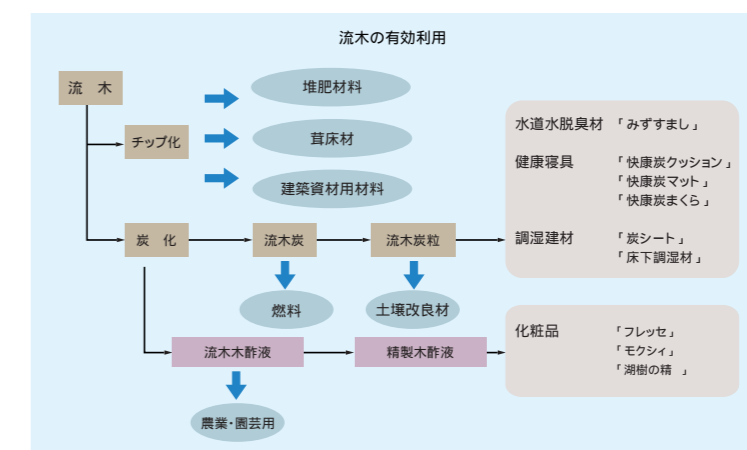 流木の有効利用
流　木
チップ化
堆肥材料
茸床材
建築資材用材料
炭　化
流木炭
流木炭粒
燃料
土壌改良材
流木木酢液
精製木酢液
農業・園芸用
水道水脱臭材　「みずすまし」
健康寝具　「快康炭クッション」
「快康炭マット」
「快康炭まくら」
調湿建材　「炭シート」
「床下調湿材」
化粧品　「フレッセ」
「モクシィ」
「湖樹の精　」